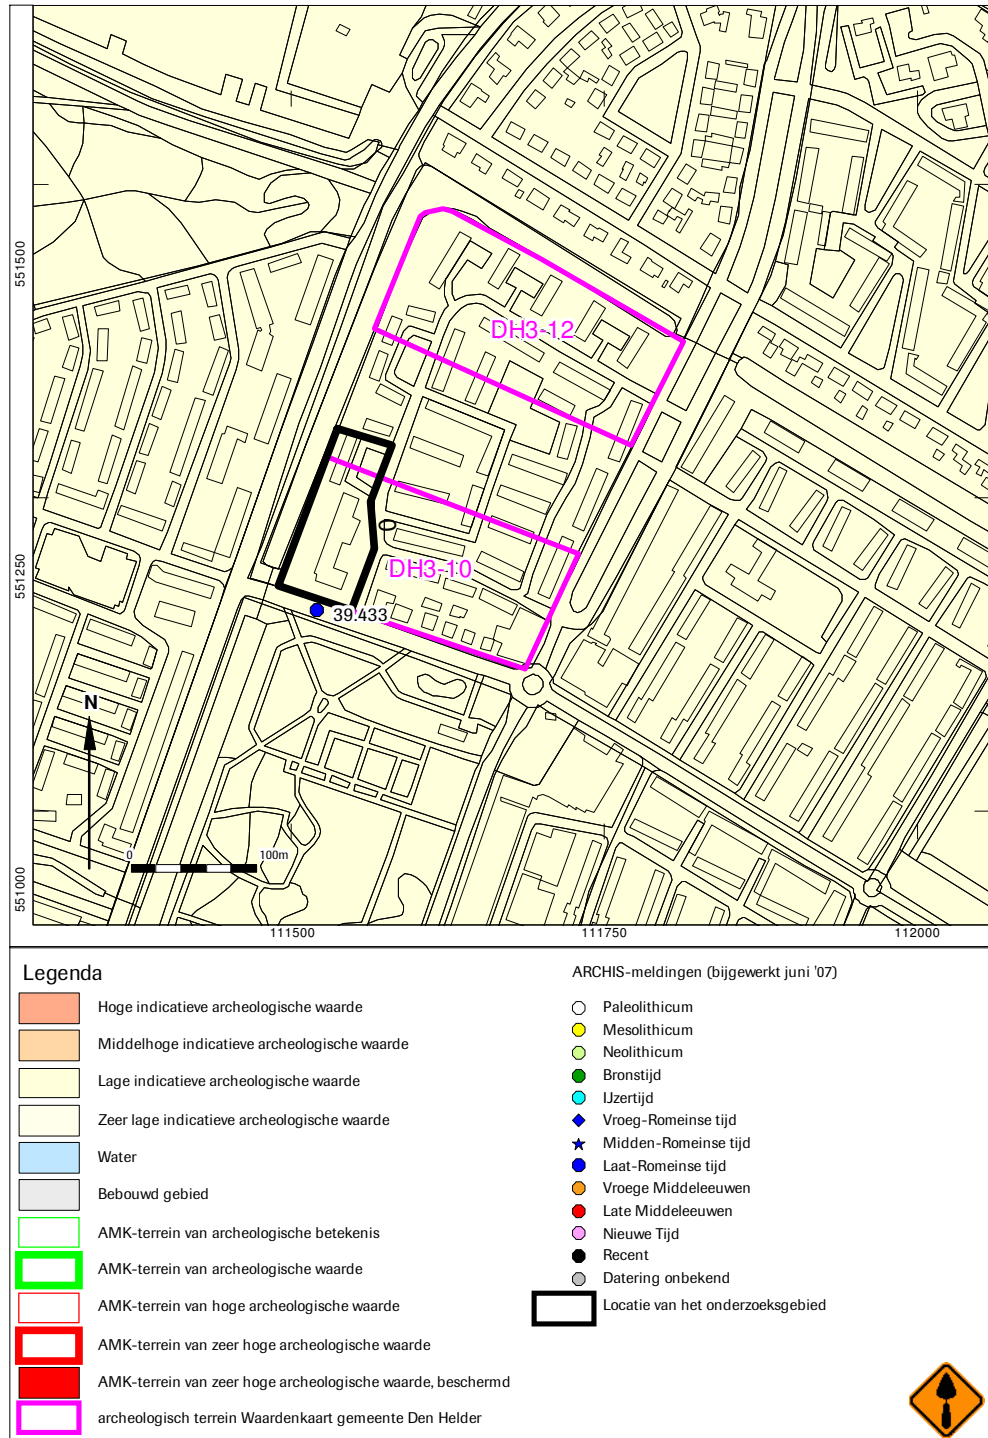 551500
DH3-12
551250
DH3-10
39.433
N
0
100m
551000
111500
111750
112000
Legenda
Hoge indicatieve archeologische waarde
Middelhoge indicatieve archeologische waarde
Lage indicatieve archeologische waarde
Zeer lage indicatieve archeologische waarde
Water
Bebouwd gebied
AMK-terrein van archeologische betekenis
AMK-terrein van archeologische waarde
AMK-terrein van hoge archeologische waarde
AMK-terrein van zeer hoge archeologische waarde
AMK-terrein van zeer hoge archeologische waarde, beschermd
archeologisch terrein Waardenkaart gemeente Den Helder
ARCHIS-meldingen (bijgewerkt juni '07)
Paleolithicum
Mesolithicum
Neolithicum
Bronstijd
IJzertijd
Vroeg-Romeinse tijd
Midden-Romeinse tijd
Laat-Romeinse tijd
Vroege Middeleeuwen
Late Middeleeuwen
Nieuwe Tijd
Recent
Datering onbekend
Locatie van het onderzoeksgebied